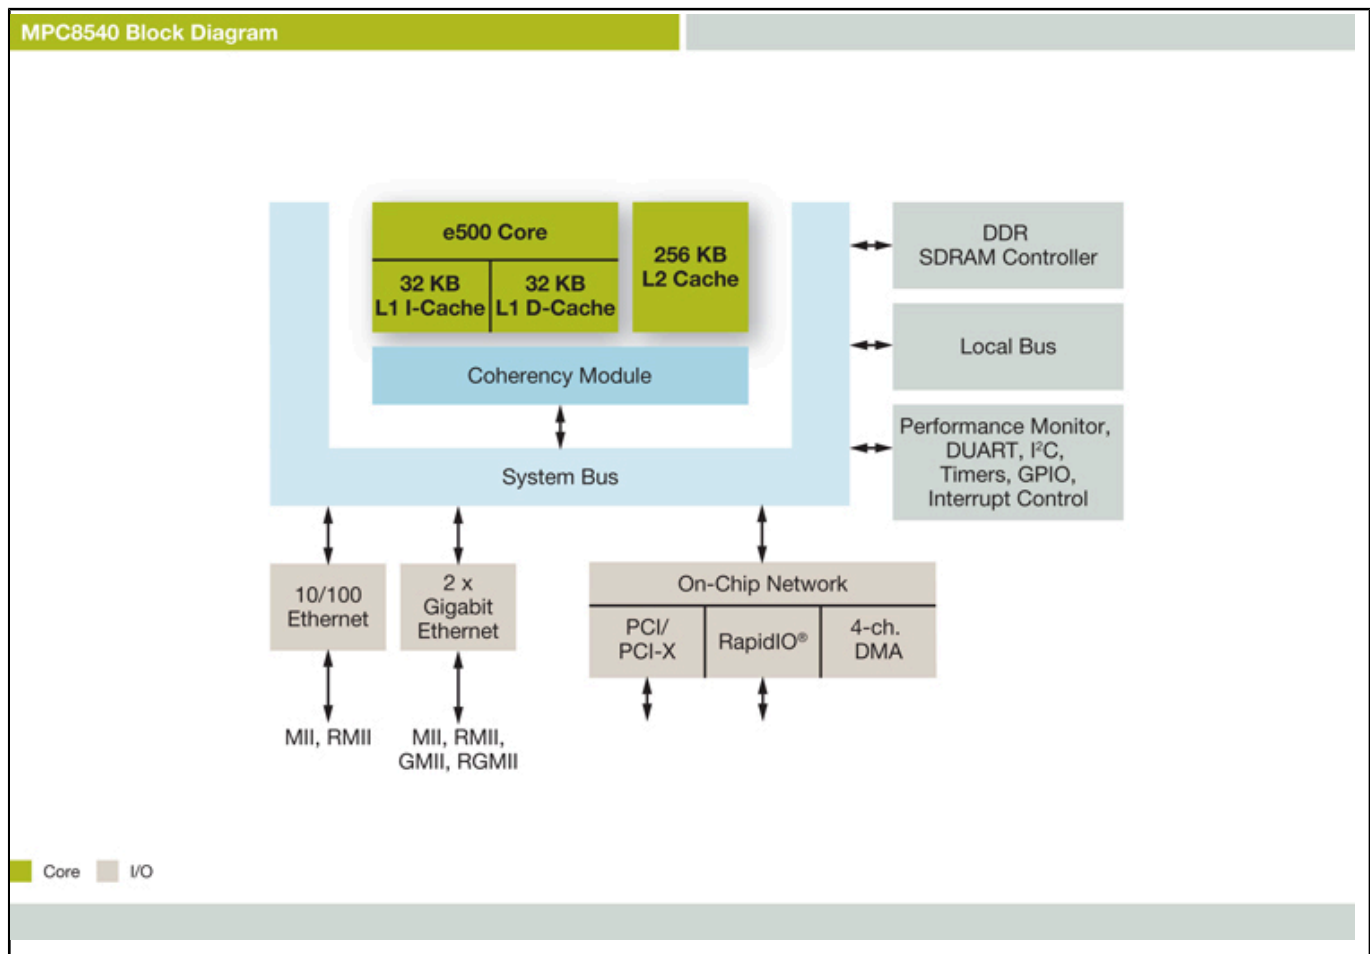 MPC8540 Block Diagram
e500 Core
32 KB
L1 I-Cache
32 KB
L1 D-Cache
256 KB
L2 Cache
Coherency Module
System Bus
DDR
SDRAM Controller
Local Bus
Performance Monitor,
DUART, I²C,
Timers, GPIO,
Interrupt Control
10/100
Ethernet
2 x
Gigabit
Ethernet
On-Chip Network
PCI/
PCI-X
RapidIO®
4-ch.
DMA
MII, RMII
MII, RMII,
GMII, RGMII
Core
I/O